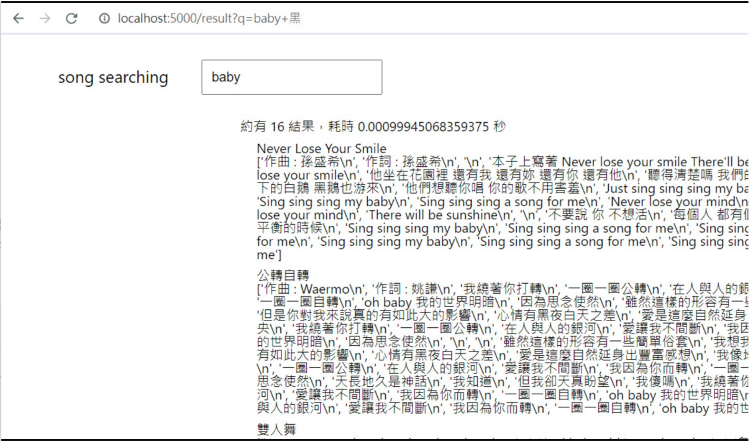 localhost:5000/result?q=baby+黑
song searching
baby
約有 16 結果，耗時 0.00099945068359375 秒
Never Lose Your Smile
['作曲 : 孫盛希\n', '作詞 : 孫盛希\n', '\n', '本子上寫著 Never lose your smile There'll be
lose your smile\n', '他坐在花園裡 還有我 還有妳 還有你 還有他\n', '聽得清楚嗎 我們的
下的白鵝 黑鵝也游來\n', '他們想聽你唱 你的歌不用害羞\n', 'Just sing sing sing my ba
'Sing sing sing my baby\n', 'Sing sing sing a song for me\n', 'Never lose your mind\n
lose your mind\n', 'There will be sunshine\n', '\n', '不要說 你 不想活\n', '每個人 都有個
平衡的時候\n', 'Sing sing sing my baby\n', 'Sing sing sing a song for me\n', 'Sing sing
for me\n', 'Sing sing sing my baby\n', 'Sing sing sing a song for me\n', 'Sing sing sing
me']
公轉自轉
['作曲 : Waermo\n', '作詞 : 姚謙\n', '我繞著你打轉\n', '一圈一圈公轉\n', '在人與人的銀
'一圈一圈自轉\n', 'oh baby 我的世界明暗\n', '因為思念使然\n', '雖然這樣的形容有一些
'但是你對我來說真的有如此大的影響\n', '心情有黑夜白天之差\n', '愛是這麼自然延身
央\n', '我繞著你打轉\n', '一圈一圈公轉\n', '在人與人的銀河\n', '愛讓我不間斷\n', '我因
的世界明暗\n', '因為思念使然\n', '\n', '\n', '雖然這樣的形容有一些簡單俗套\n', '我想我
有如此大的影響\n', '心情有黑夜白天之差\n', '愛是這麼自然延身出豐富感想\n', '我像地
\n', '一圈一圈公轉\n', '在人與人的銀河\n', '愛讓我不間斷\n', '我因為你而轉\n', '一圈一
思念使然\n', '天長地久是神話\n', '我知道\n', '但我卻天真盼望\n', '我傻嗎\n', '我繞著你
河\n', '愛讓我不間斷\n', '我因為你而轉\n', '一圈一圈自轉\n', 'oh baby 我的世界明暗\n'
與人的銀河\n', '愛讓我不間斷\n', '我因為你而轉\n', '一圈一圈自轉\n', 'oh baby 我的世
雙人舞